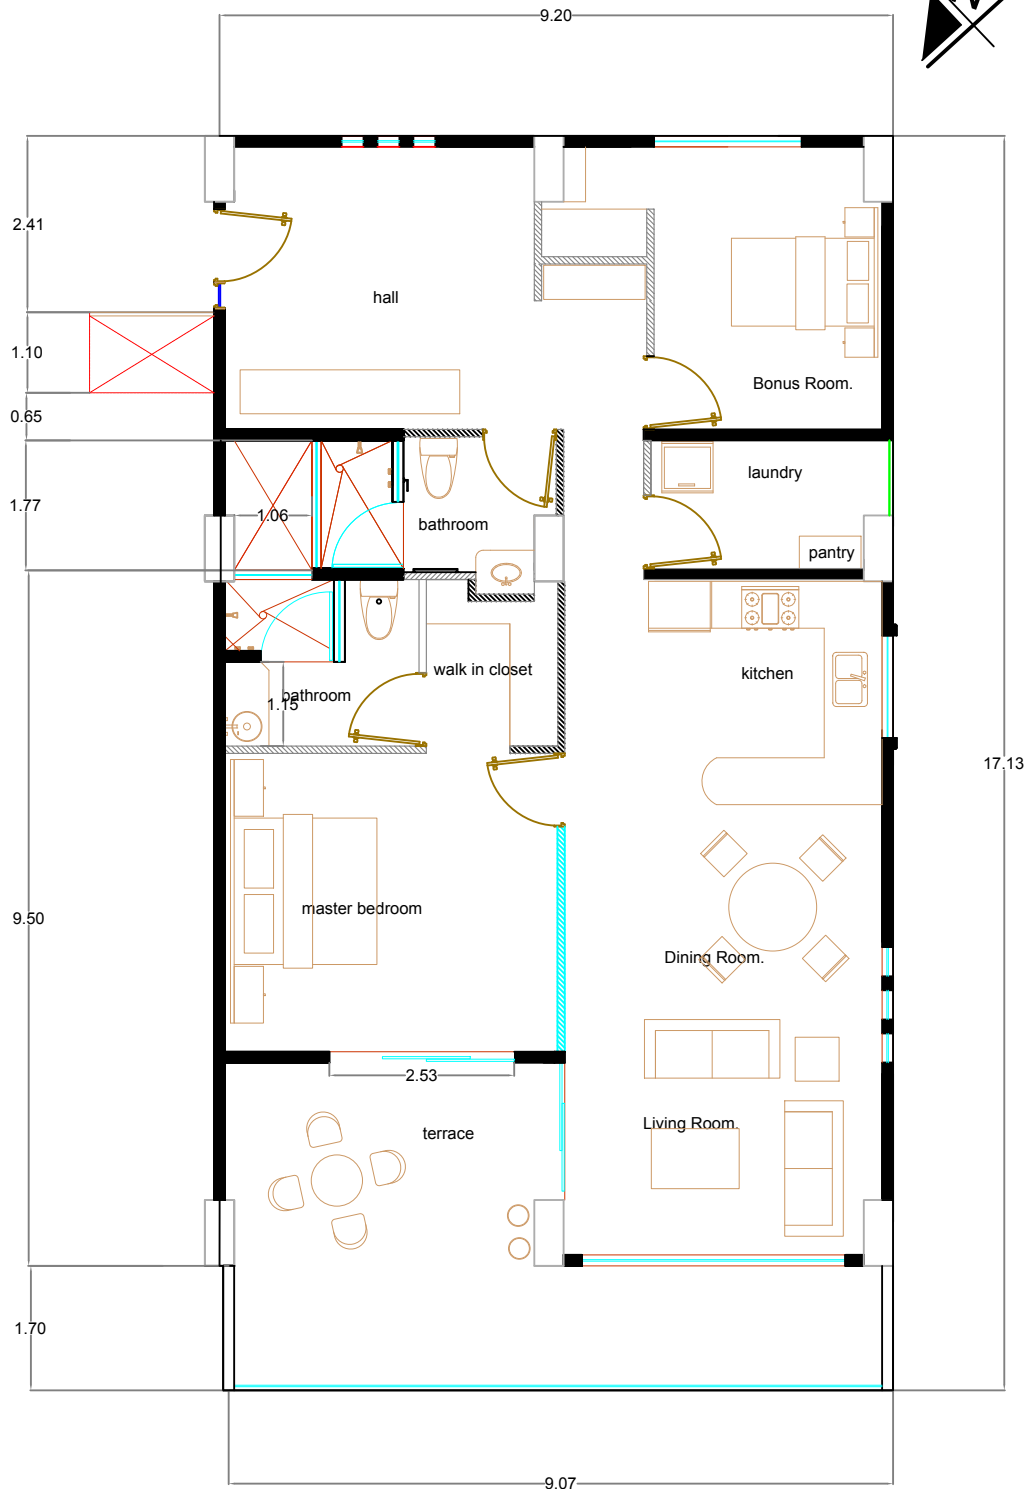 9.20
2.41
hall
1.10
Bonus Room.
0.65
laundry
1.77
1.06
bathroom
pantry
walk in closet
kitchen
bathroom
1.15
17.13
master bedroom
9.50
Dining Room.
2.53
Living Room.
terrace
1.70
9.07